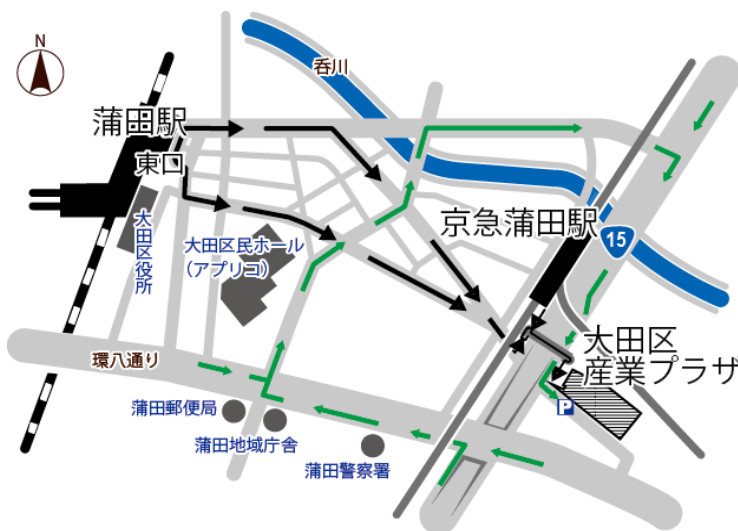 N
呑川
蒲田駅
東口
大田区役所
大田区民ホール
(アプリコ)
京急蒲田駅
15
大田区
産業プラザ
環八通り
P
蒲田郵便局
蒲田地域庁舎
蒲田警察署